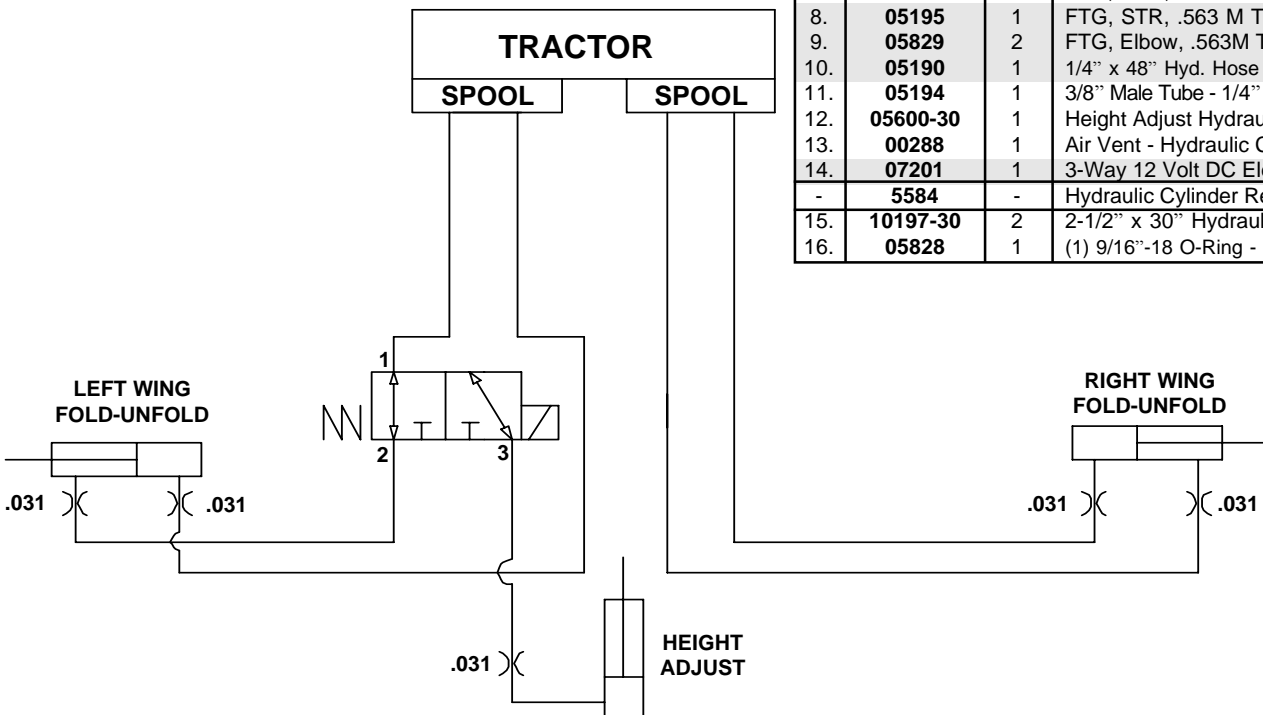 TRACTOR
SPOOL
SPOOL
8. 05195 1 FTG, STR, .563 M
9. 05829 2 FTG, Elbow, .563M
10. 05190 1 1/4” x 48” Hyd. Hose
11. 05194 1 3/8” Male Tube - 1/4”
12. 05600-30 1 Height Adjust
13. 00288 1 Air Vent - Hydraulic
14. 07201 1 3-Way 12 Volt DC
- 5584 - Hydraulic Cylinder
15. 10197-30 2 2-1/2” x 30”
16. 05828 1 (1) 9/16”-18 O-Ring -
1
2
3
LEFT WING
FOLD-UNFOLD
.031
.031
RIGHT WING
FOLD-UNFOLD
.031
.031
.031
HEIGHT
ADJUST